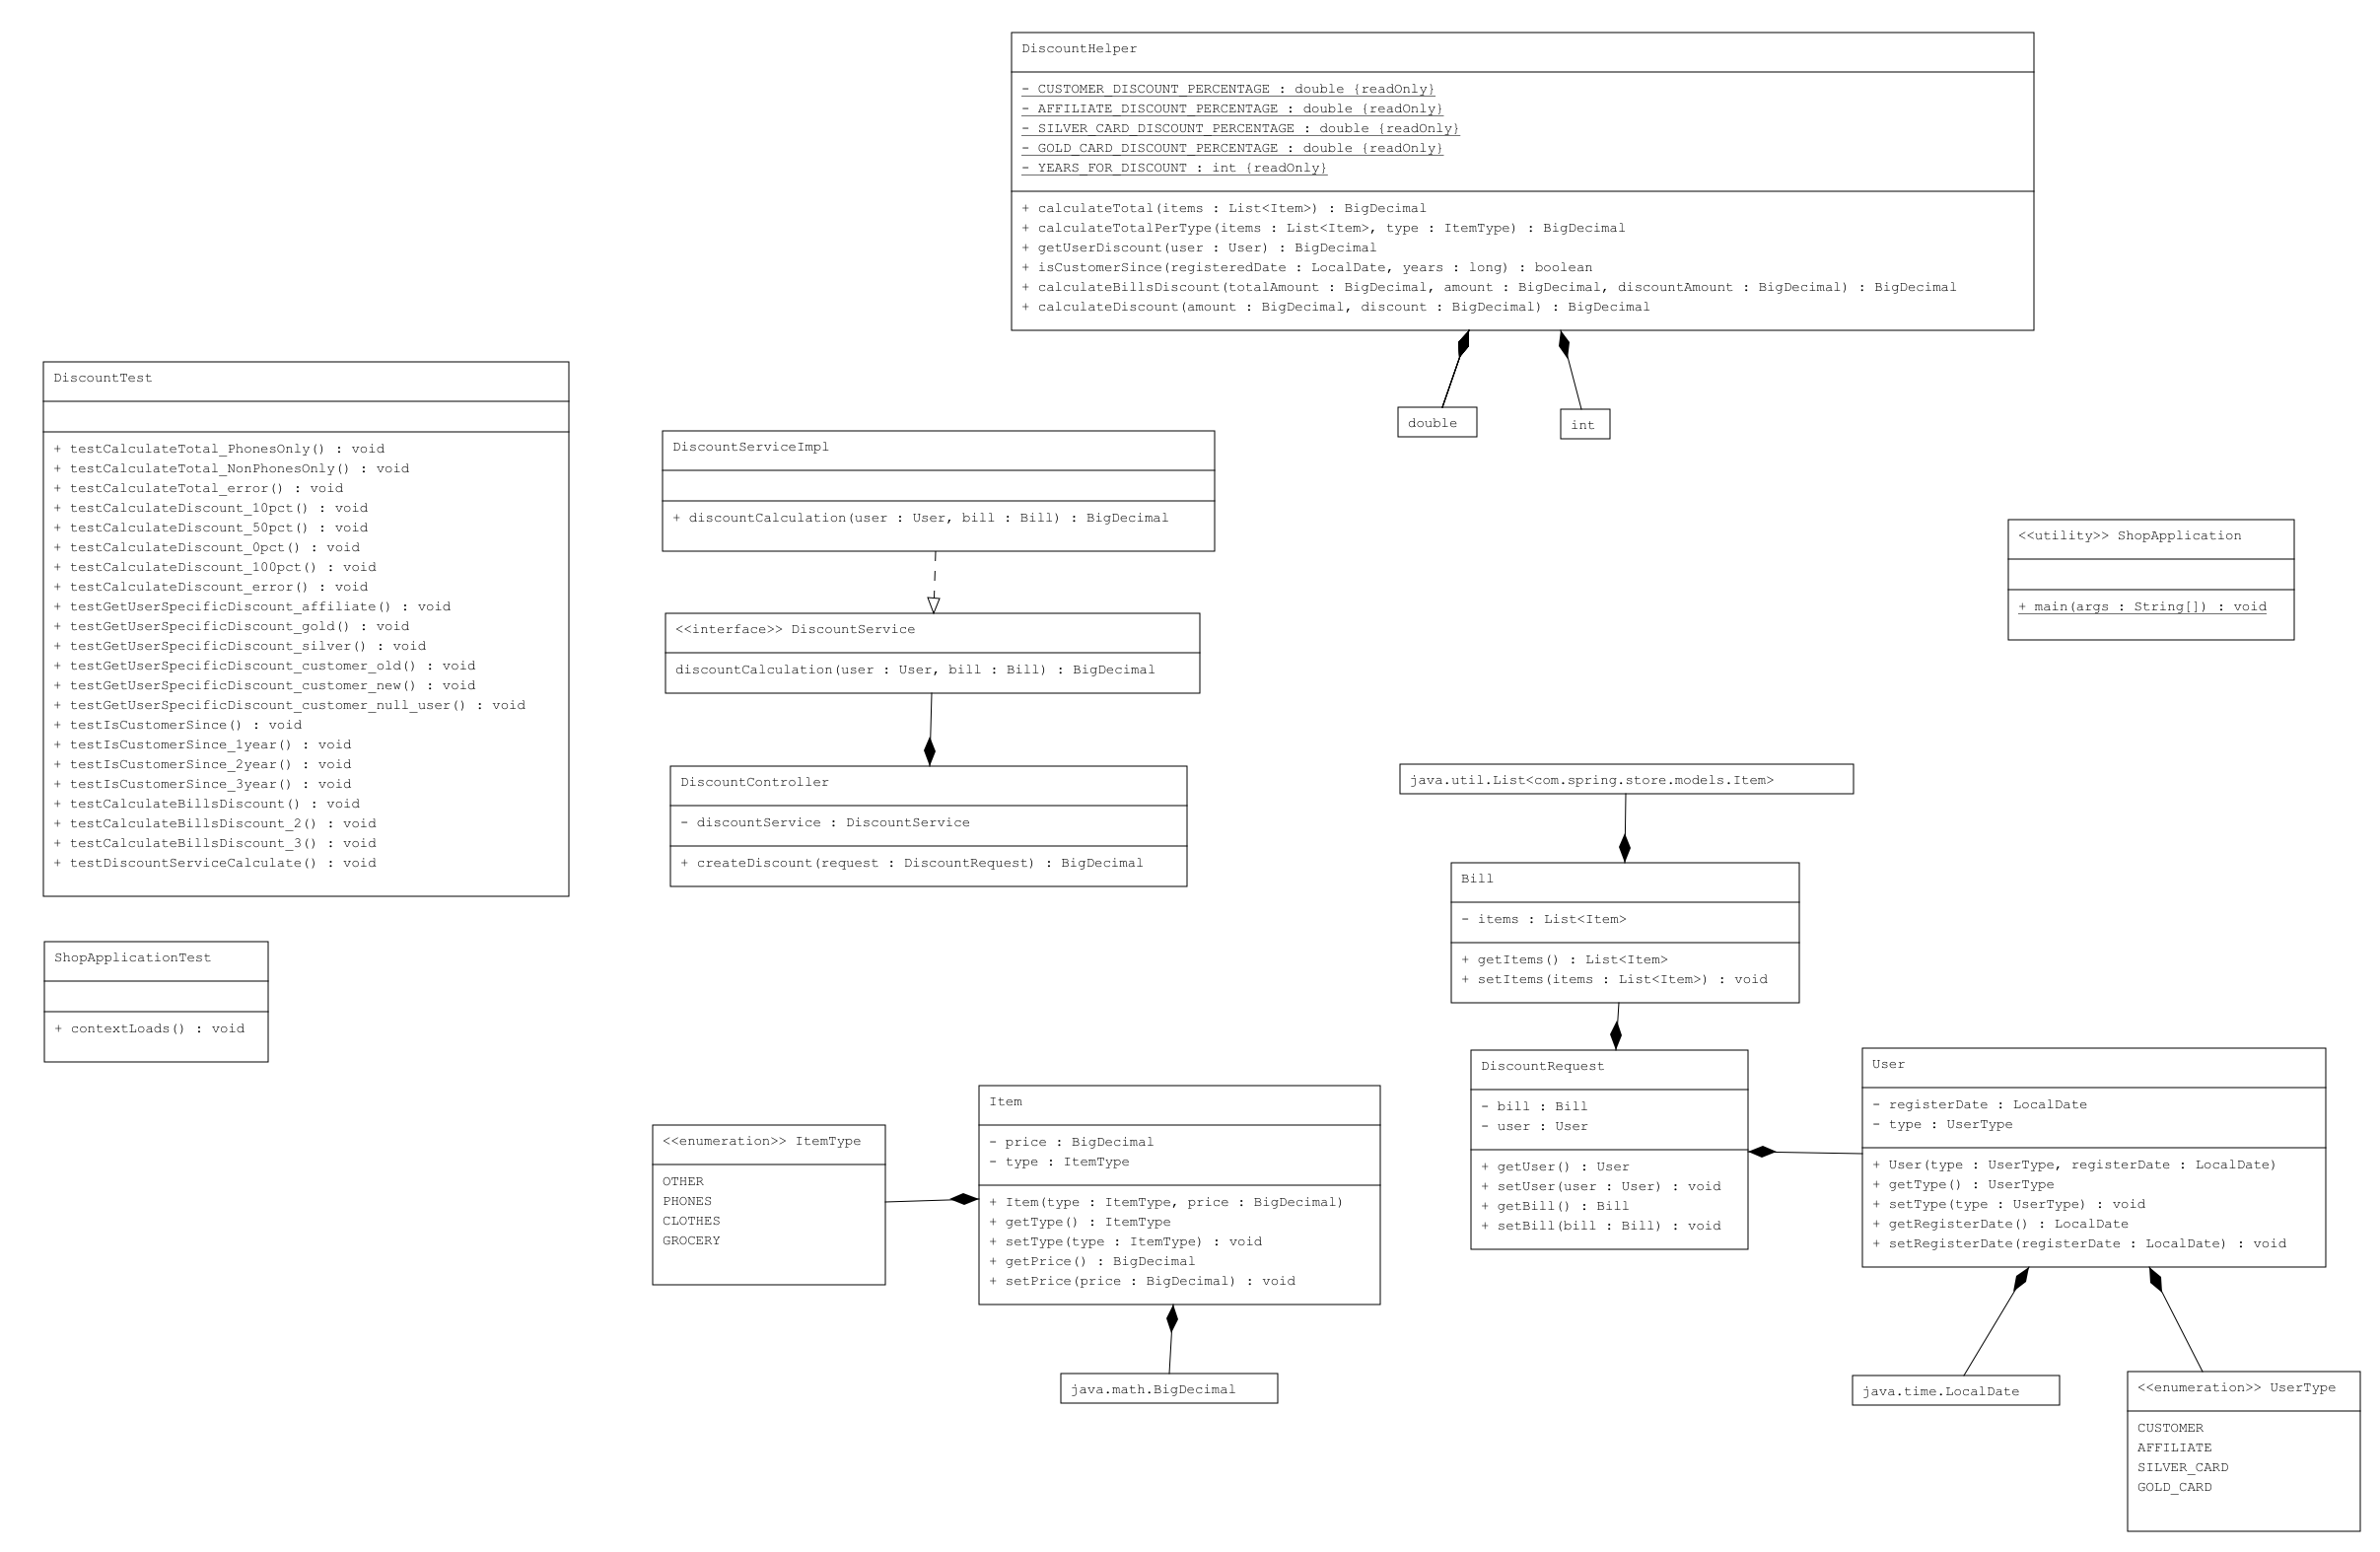 DiscountHelper
- CUSTOMER_DISCOUNT_PERCENTAGE : double {readOnly}
- AFFILIATE_DISCOUNT_PERCENTAGE : double {readOnly}
- SILVER_CARD_DISCOUNT_PERCENTAGE : double {readOnly}
- GOLD_CARD_DISCOUNT_PERCENTAGE : double {readOnly}
- YEARS_FOR_DISCOUNT : int {readOnly}
+ calculateTotal(items : List<Item>) : BigDecimal
+ calculateTotalPerType(items : List<Item>, type : ItemType) : BigDecimal
+ getUserDiscount(user : User) : BigDecimal
+ isCustomerSince(registeredDate : LocalDate, years : long) : boolean
+ calculateBillsDiscount(totalAmount : BigDecimal, amount : BigDecimal, discountAmount : BigDecimal) : BigDecimal
+ calculateDiscount(amount : BigDecimal, discount : BigDecimal) : BigDecimal
double
int
DiscountTest
+ testCalculateTotal_PhonesOnly() : void
+ testCalculateTotal_NonPhonesOnly() : void
+ testCalculateTotal_error() : void
+ testCalculateDiscount_10pct() : void
+ testCalculateDiscount_50pct() : void
+ testCalculateDiscount_0pct() : void
+ testCalculateDiscount_100pct() : void
+ testCalculateDiscount_error() : void
+ testGetUserSpecificDiscount_affiliate() : void
+ testGetUserSpecificDiscount_gold() : void
+ testGetUserSpecificDiscount_silver() : void
+ testGetUserSpecificDiscount_customer_old() : void
+ testGetUserSpecificDiscount_customer_new() : void
+ testGetUserSpecificDiscount_customer_null_user() : void
+ testIsCustomerSince() : void
+ testIsCustomerSince_1year() : void
+ testIsCustomerSince_2year() : void
+ testIsCustomerSince_3year() : void
+ testCalculateBillsDiscount() : void
+ testCalculateBillsDiscount_2() : void
+ testCalculateBillsDiscount_3() : void
+ testDiscountServiceCalculate() : void
DiscountServiceImpl
+ discountCalculation(user : User, bill : Bill) : BigDecimal
<<interface>> DiscountService
discountCalculation(user : User, bill : Bill) : BigDecimal
DiscountController
- discountService : DiscountService
+ createDiscount(request : DiscountRequest) : BigDecimal
<<utility>> ShopApplication
+ main(args : String[]) : void
java.util.List<com.spring.store.models.Item>
Bill
- items : List<Item>
+ getItems() : List<Item>
+ setItems(items : List<Item>) : void
ShopApplicationTest
+ contextLoads() : void
DiscountRequest
- bill : Bill
- user : User
+ getUser() : User
+ setUser(user : User) : void
+ getBill() : Bill
+ setBill(bill : Bill) : void
User
- registerDate : LocalDate
- type : UserType
+ User(type : UserType, registerDate : LocalDate)
+ getType() : UserType
+ setType(type : UserType) : void
+ getRegisterDate() : LocalDate
+ setRegisterDate(registerDate : LocalDate) : void
<<enumeration>> ItemType
OTHER
PHONES
CLOTHES
GROCERY
Item
- price : BigDecimal
- type : ItemType
+ Item(type : ItemType, price : BigDecimal)
+ getType() : ItemType
+ setType(type : ItemType) : void
+ getPrice() : BigDecimal
+ setPrice(price : BigDecimal) : void
java.math.BigDecimal
java.time.LocalDate
<<enumeration>> UserType
CUSTOMER
AFFILIATE
SILVER_CARD
GOLD_CARD